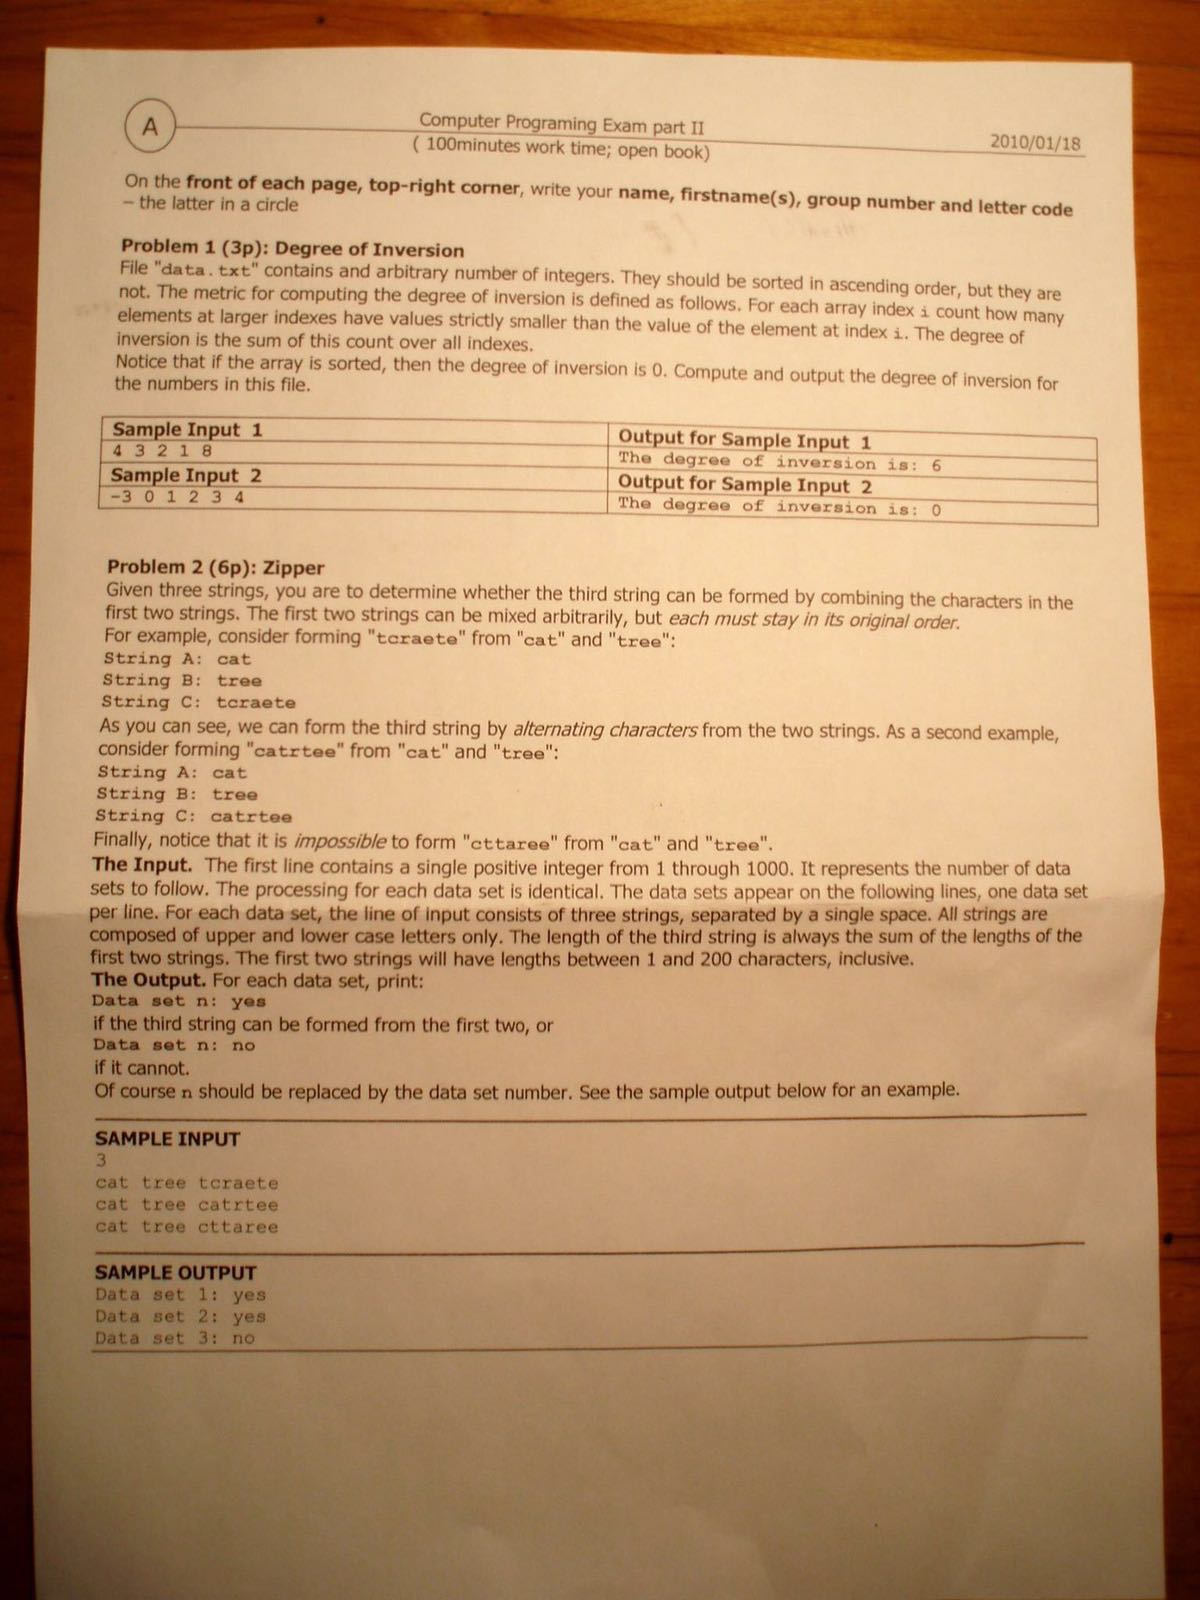 A
Computer Programing Exam part II
( 100minutes work time; open book)
2010/01/18
On the front of each page, top-right corner, write your name, firstname(s), group number and letter code
– the latter in a circle
Problem 1 (3p): Degree of Inversion
File "data.txt" contains and arbitrary number of integers. They should be sorted in ascending order, but they are
not. The metric for computing the degree of inversion is defined as follows. For each array index i count how many
elements at larger indexes have values strictly smaller than the value of the element at index i. The degree of
inversion is the sum of this count over all indexes.
Notice that if the array is sorted, then the degree of inversion is 0. Compute and output the degree of inversion for
the numbers in this file.
Sample Input 1
Output for Sample Input 1
4 3 2 1 8
The degree of inversion is: 6
Sample Input 2
Output for Sample Input 2
-3 0 1 2 3 4
The degree of inversion is: 0
Problem 2 (6p): Zipper
Given three strings, you are to determine whether the third string can be formed by combining the characters in the
first two strings. The first two strings can be mixed arbitrarily, but each must stay in its original order.
For example, consider forming "tcraete" from "cat" and "tree":
String A: cat
String B: tree
String C: tcraete
As you can see, we can form the third string by alternating characters from the two strings. As a second example,
consider forming "catrtee" from "cat" and "tree":
String A: cat
String B: tree
String C: catrtee
Finally, notice that it is impossible to form "cttaree" from "cat" and "tree".
The Input. The first line contains a single positive integer from 1 through 1000. It represents the number of data
sets to follow. The processing for each data set is identical. The data sets appear on the following lines, one data set
per line. For each data set, the line of input consists of three strings, separated by a single space. All strings are
composed of upper and lower case letters only. The length of the third string is always the sum of the lengths of the
first two strings. The first two strings will have lengths between 1 and 200 characters, inclusive.
The Output. For each data set, print:
Data set n: yes
if the third string can be formed from the first two, or
Data set n: no
if it cannot.
Of course n should be replaced by the data set number. See the sample output below for an example.
SAMPLE INPUT
3
cat tree tcraete
cat tree catrtee
cat tree cttaree
SAMPLE OUTPUT
Data set 1: yes
Data set 2: yes
Data set 3: no